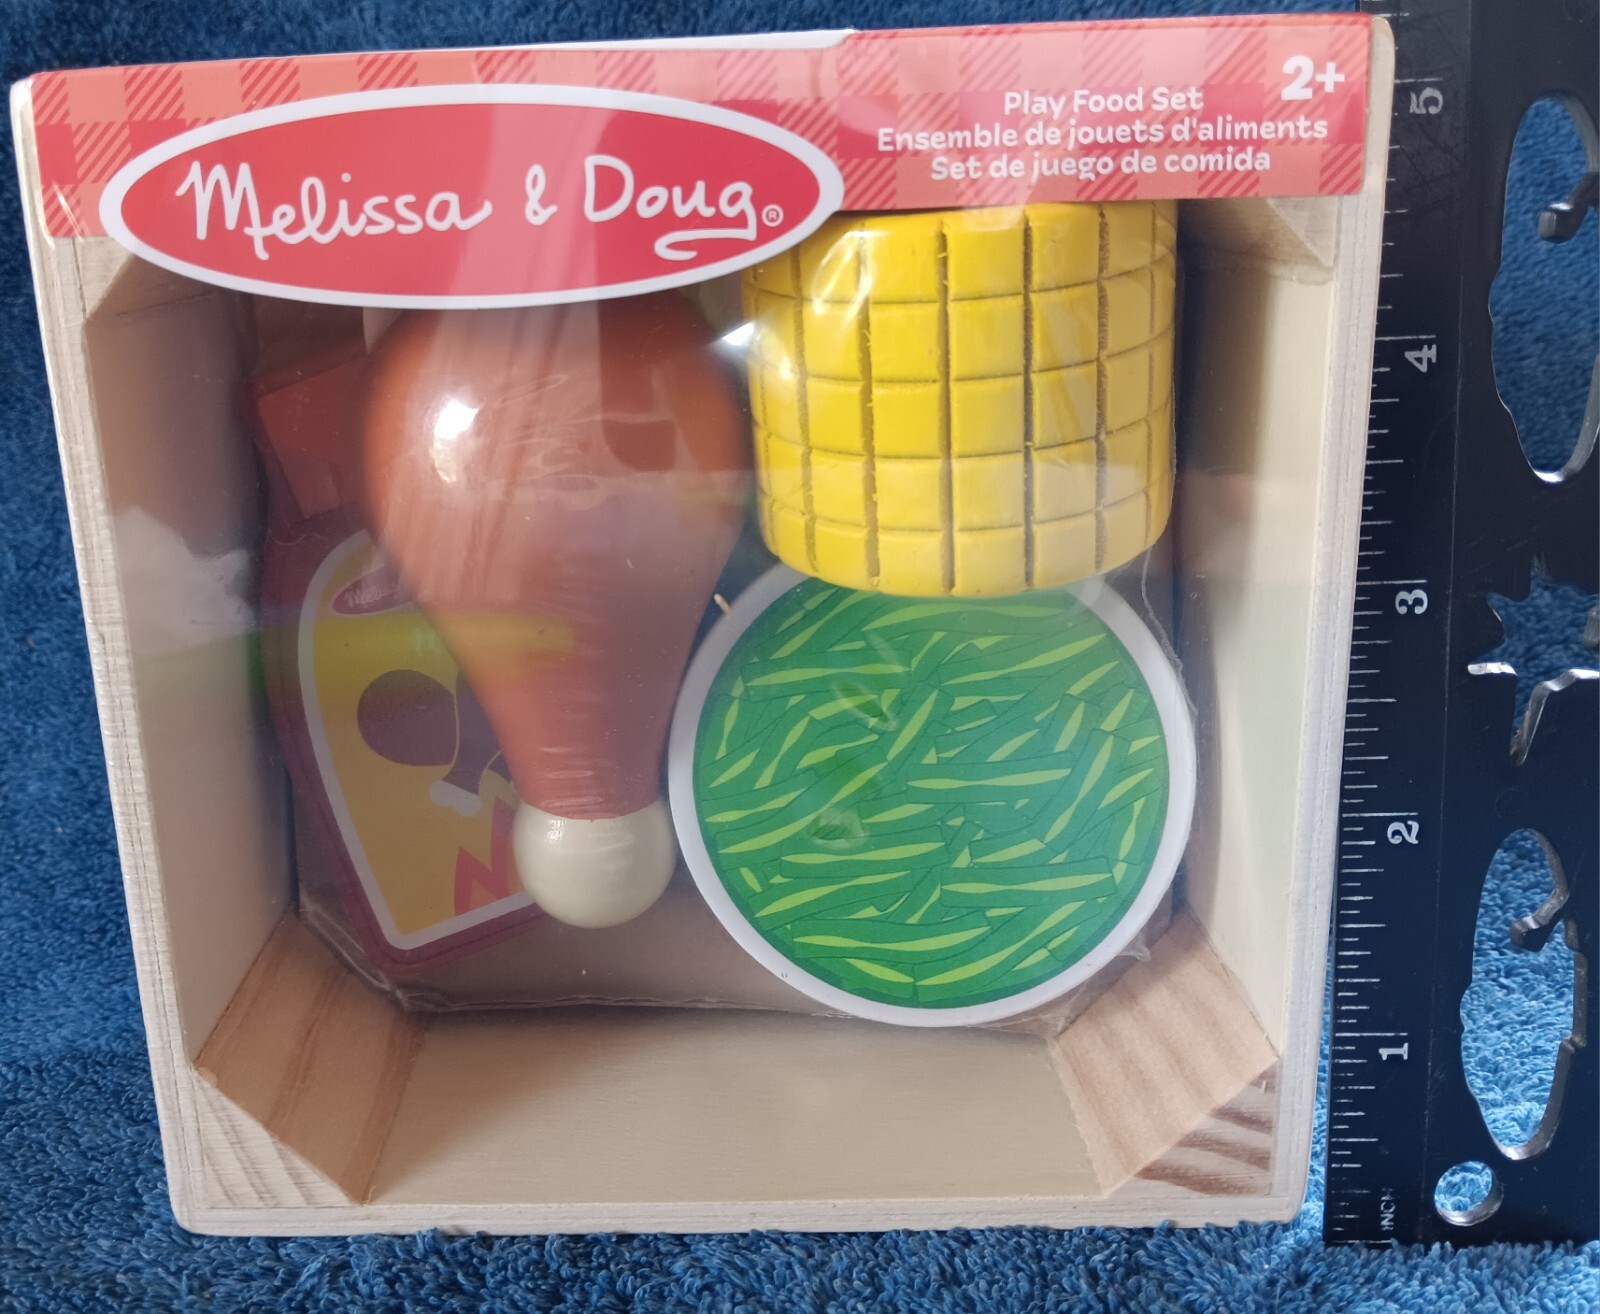 Melissa & Doug®
2+
Play Food Set
Ensemble de jouets d'aliments
Set de juego de comida
5
4
3
2
1
INCH